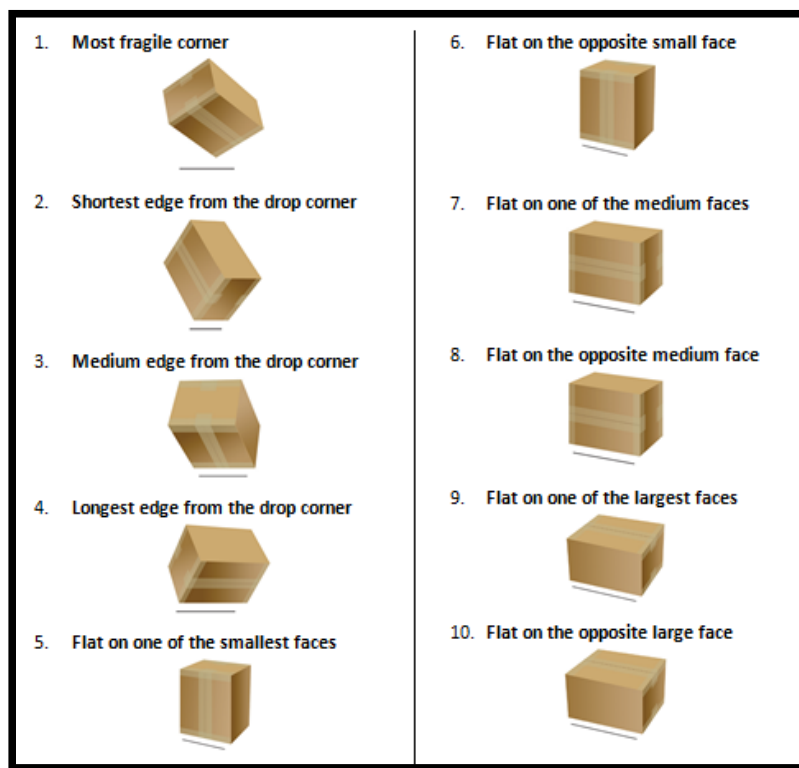 1. Most fragile corner
2. Shortest edge from the drop corner
3. Medium edge from the drop corner
4. Longest edge from the drop corner
5. Flat on one of the smallest faces
6. Flat on the opposite small face
7. Flat on one of the medium faces
8. Flat on the opposite medium face
9. Flat on one of the largest faces
10. Flat on the opposite large face